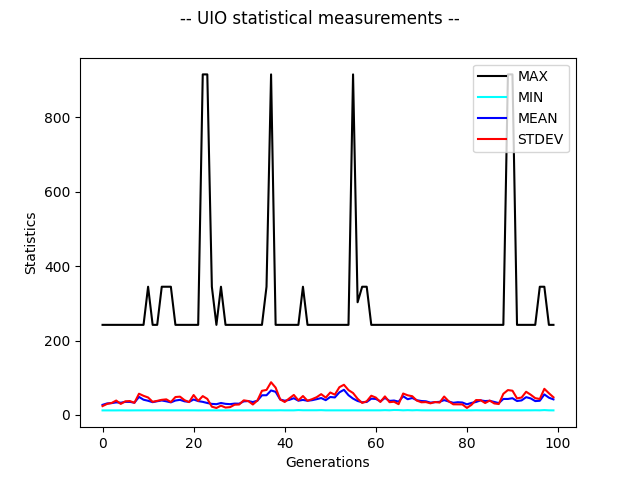 -- UIO statistical measurements --
MAX
MIN
MEAN
STDEV
800
600
400
200
0
Statistics
0 20 40 60 80 100
Generations